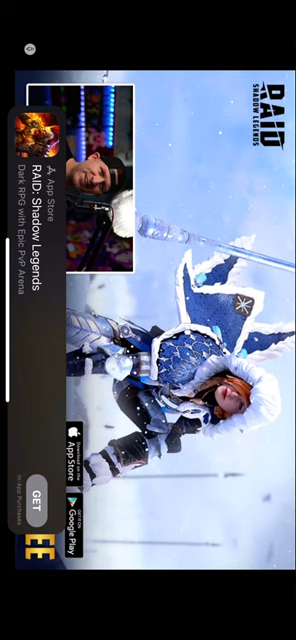 RAID
SHADOW LEGENDS
App Store
RAID: Shadow Legends
Dark RPG with Epic PvP Arena
GET
In-App Purchases
Download on the
App Store
GET IT ON
Google Play
EE